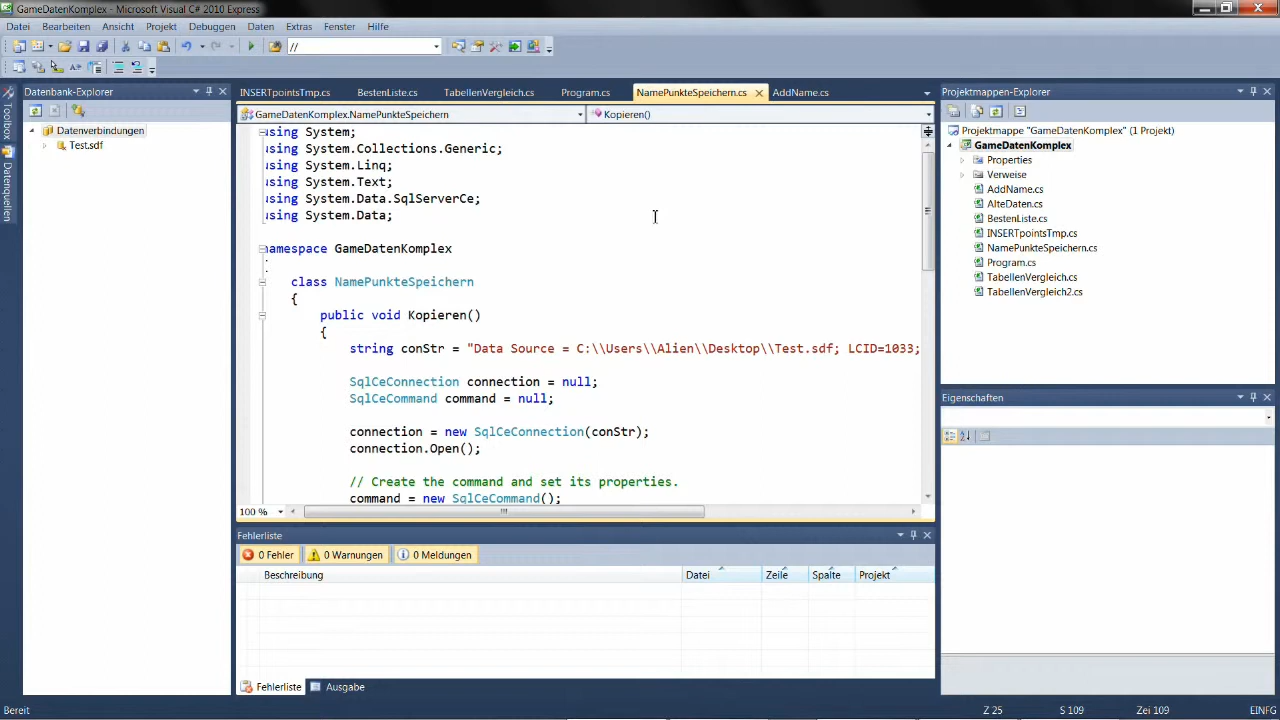 GameDatenKomplex - Microsoft Visual C# 2010 Express
Datei Bearbeiten Ansicht Projekt Debuggen Daten Extras Fenster Hilfe
//
Toolbox
Datenquellen
Datenbank-Explorer
Datenverbindungen
Test.sdf
INSERTpointsTmp.cs BestenListe.cs TabellenVergleich.cs Program.cs NamePunkteSpeichern.cs AddName.cs
GameDatenKomplex.NamePunkteSpeichern Kopieren()
using System;
using System.Collections.Generic;
using System.Linq;
using System.Text;
using System.Data.SqlServerCe;
using System.Data;
namespace GameDatenKomplex
class NamePunkteSpeichern
{
public void Kopieren()
{
string conStr = "Data Source = C:\\Users\\Alien\\Desktop\\Test.sdf; LCID=1033;
SqlCeConnection connection = null;
SqlCeCommand command = null;
connection = new SqlCeConnection(conStr);
connection.Open();
// Create the command and set its properties.
command = new SqlCeCommand();
100 %
Fehlerliste
0 Fehler 0 Warnungen 0 Meldungen
Beschreibung Datei Zeile Spalte Projekt
Fehlerliste Ausgabe
Projektmappen-Explorer
Projektmappe "GameDatenKomplex" (1 Projekt)
GameDatenKomplex
Properties
Verweise
AddName.cs
AlteDaten.cs
BestenListe.cs
INSERTpointsTmp.cs
NamePunkteSpeichern.cs
Program.cs
TabellenVergleich.cs
TabellenVergleich2.cs
Eigenschaften
Bereit Z 25 S 109 Zei 109 EINFG